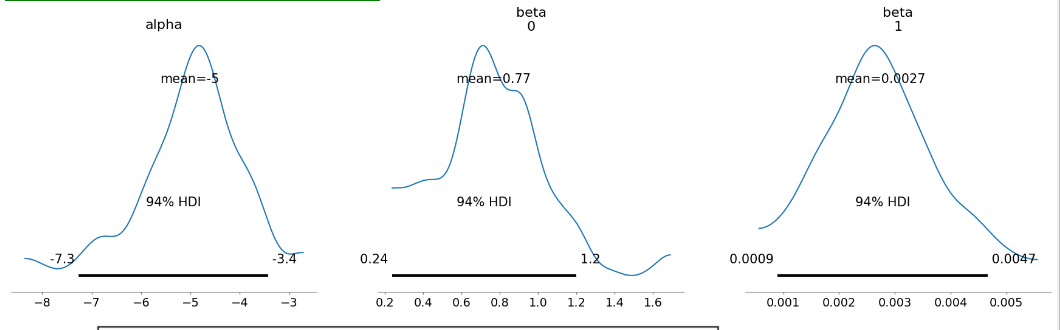 alpha
mean=-5
94% HDI
-7.3
-3.4
−8 −7 −6 −5 −4 −3
beta
0
mean=0.77
94% HDI
0.24
1.2
0.2 0.4 0.6 0.8 1.0 1.2 1.4 1.6
beta
1
mean=0.0027
94% HDI
0.0009
0.0047
0.001 0.002 0.003 0.004 0.005